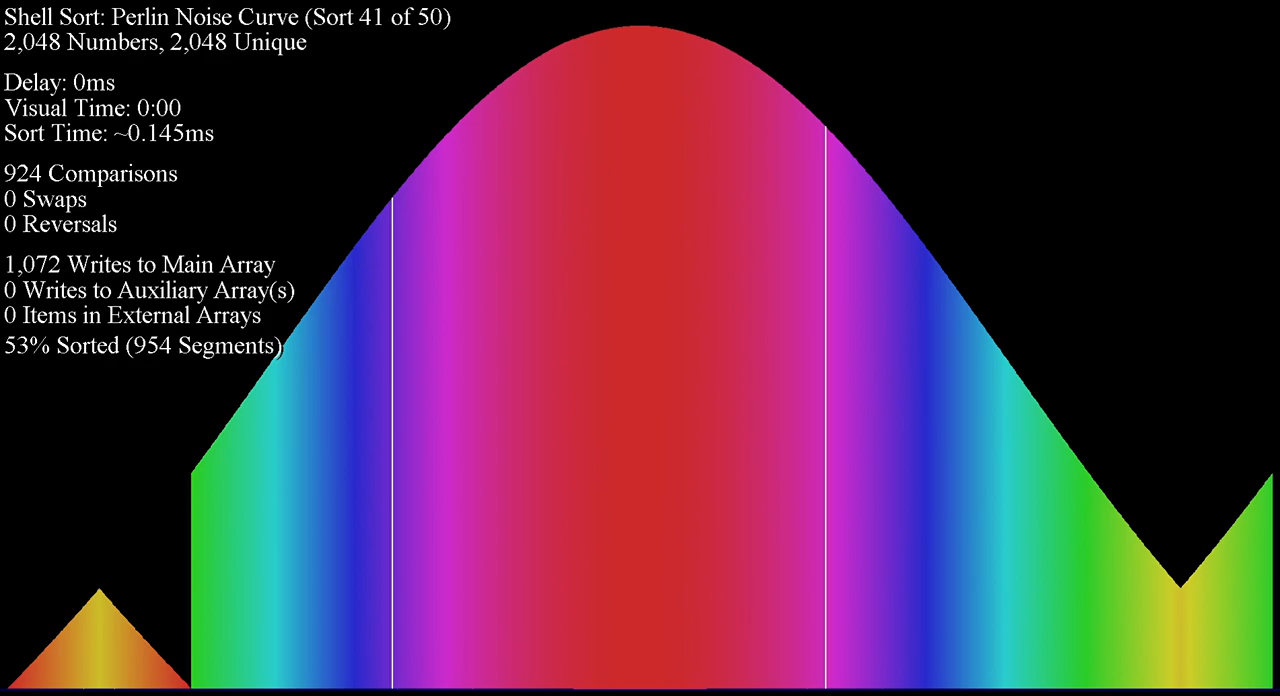 Shell Sort: Perlin Noise Curve (Sort 41 of 50)
2,048 Numbers, 2,048 Unique
Delay: 0ms
Visual Time: 0:00
Sort Time: ~0.145ms
924 Comparisons
0 Swaps
0 Reversals
1,072 Writes to Main Array
0 Writes to Auxiliary Array(s)
0 Items in External Arrays
53% Sorted (954 Segments)